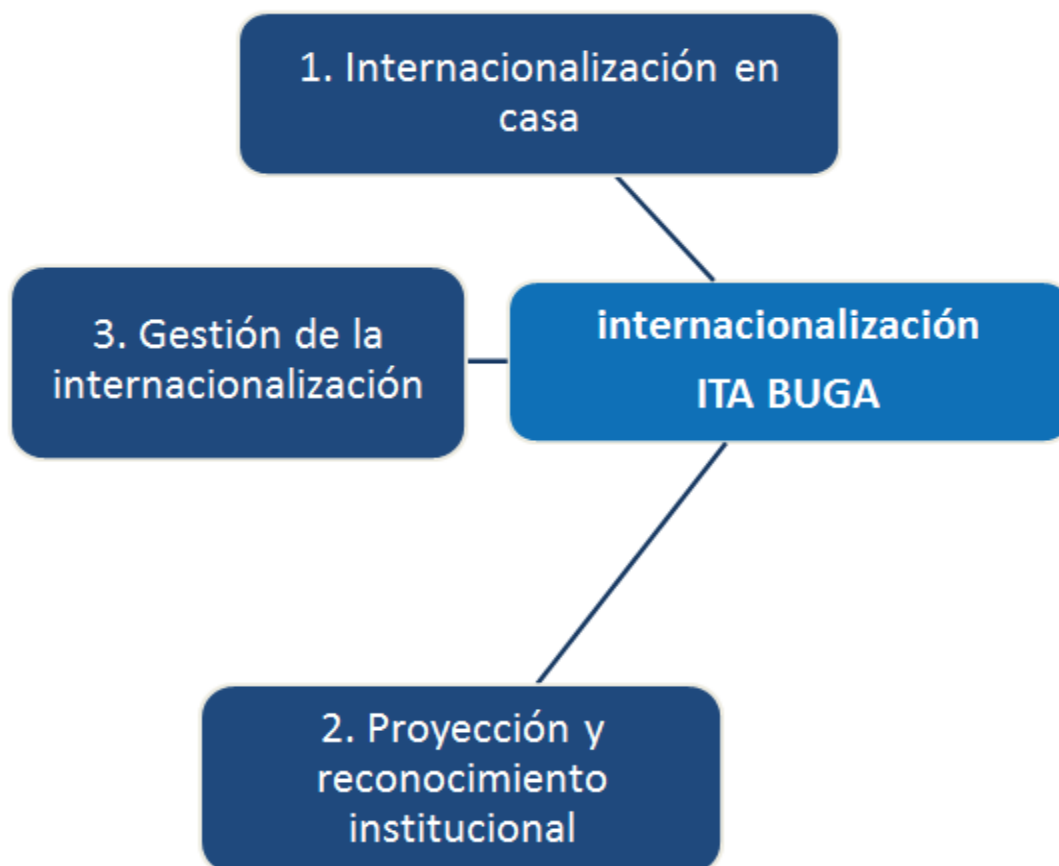 1. Internacionalización en
casa
3. Gestión de la
internacionalización
internacionalización
ITA BUGA
2. Proyección y
reconocimiento
institucional